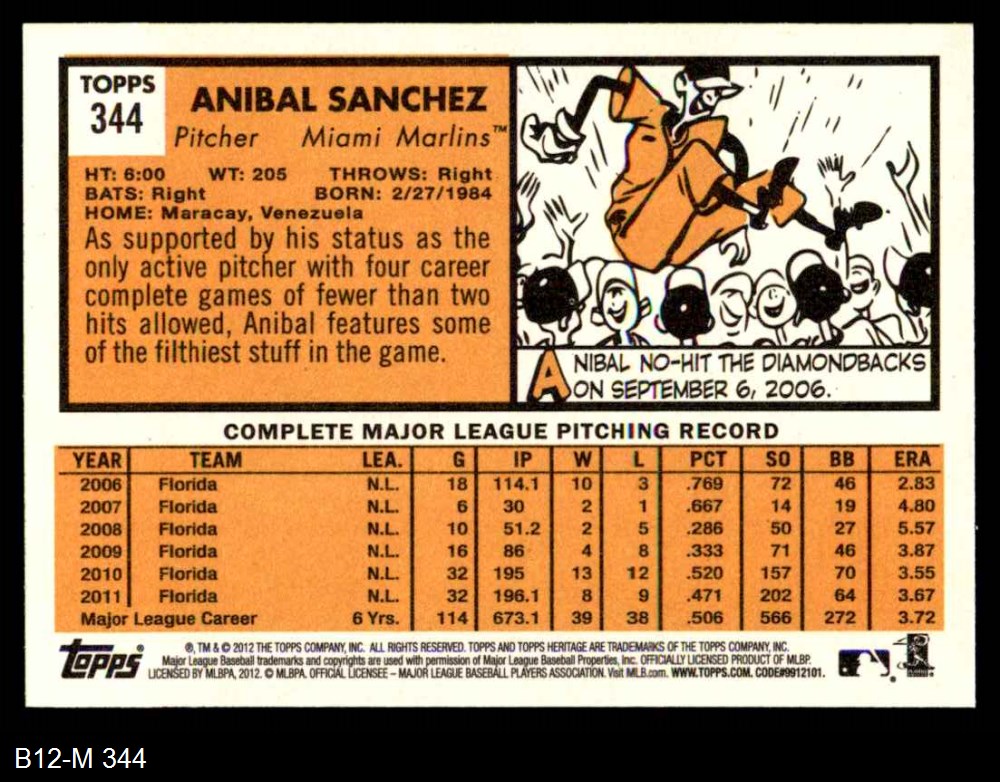 TOPPS
344
ANIBAL SANCHEZ
Pitcher Miami Marlins™
HT: 6:00 WT: 205 THROWS: Right
BATS: Right BORN: 2/27/1984
HOME: Maracay, Venezuela
As supported by his status as the
only active pitcher with four career
complete games of fewer than two
hits allowed, Anibal features some
of the filthiest stuff in the game.
ANIBAL NO-HIT THE DIAMONDBACKS
ON SEPTEMBER 6, 2006.
COMPLETE MAJOR LEAGUE PITCHING RECORD
YEAR TEAM LEA. G IP W L PCT SO BB ERA
2006 Florida N.L. 18 114.1 10 3 .769 72 46 2.83
2007 Florida N.L. 6 30 2 1 .667 14 19 4.80
2008 Florida N.L. 10 51.2 2 5 .286 50 27 5.57
2009 Florida N.L. 16 86 4 8 .333 71 46 3.87
2010 Florida N.L. 32 195 13 12 .520 157 70 3.55
2011 Florida N.L. 32 196.1 8 9 .471 202 64 3.67
Major League Career 6 Yrs. 114 673.1 39 38 .506 566 272 3.72
topps®
®, TM & © 2012 THE TOPPS COMPANY, INC. ALL RIGHTS RESERVED. TOPPS AND TOPPS HERITAGE ARE TRADEMARKS OF THE TOPPS COMPANY, INC.
Major League Baseball trademarks and copyrights are used with permission of Major League Baseball Properties, Inc. OFFICIALLY LICENSED PRODUCT OF MLBP.
LICENSED BY MLBPA, 2012. © MLBPA. OFFICIAL LICENSEE – MAJOR LEAGUE BASEBALL PLAYERS ASSOCIATION. Visit MLB.com. WWW.TOPPS.COM. CODE#9912101.
B12-M 344